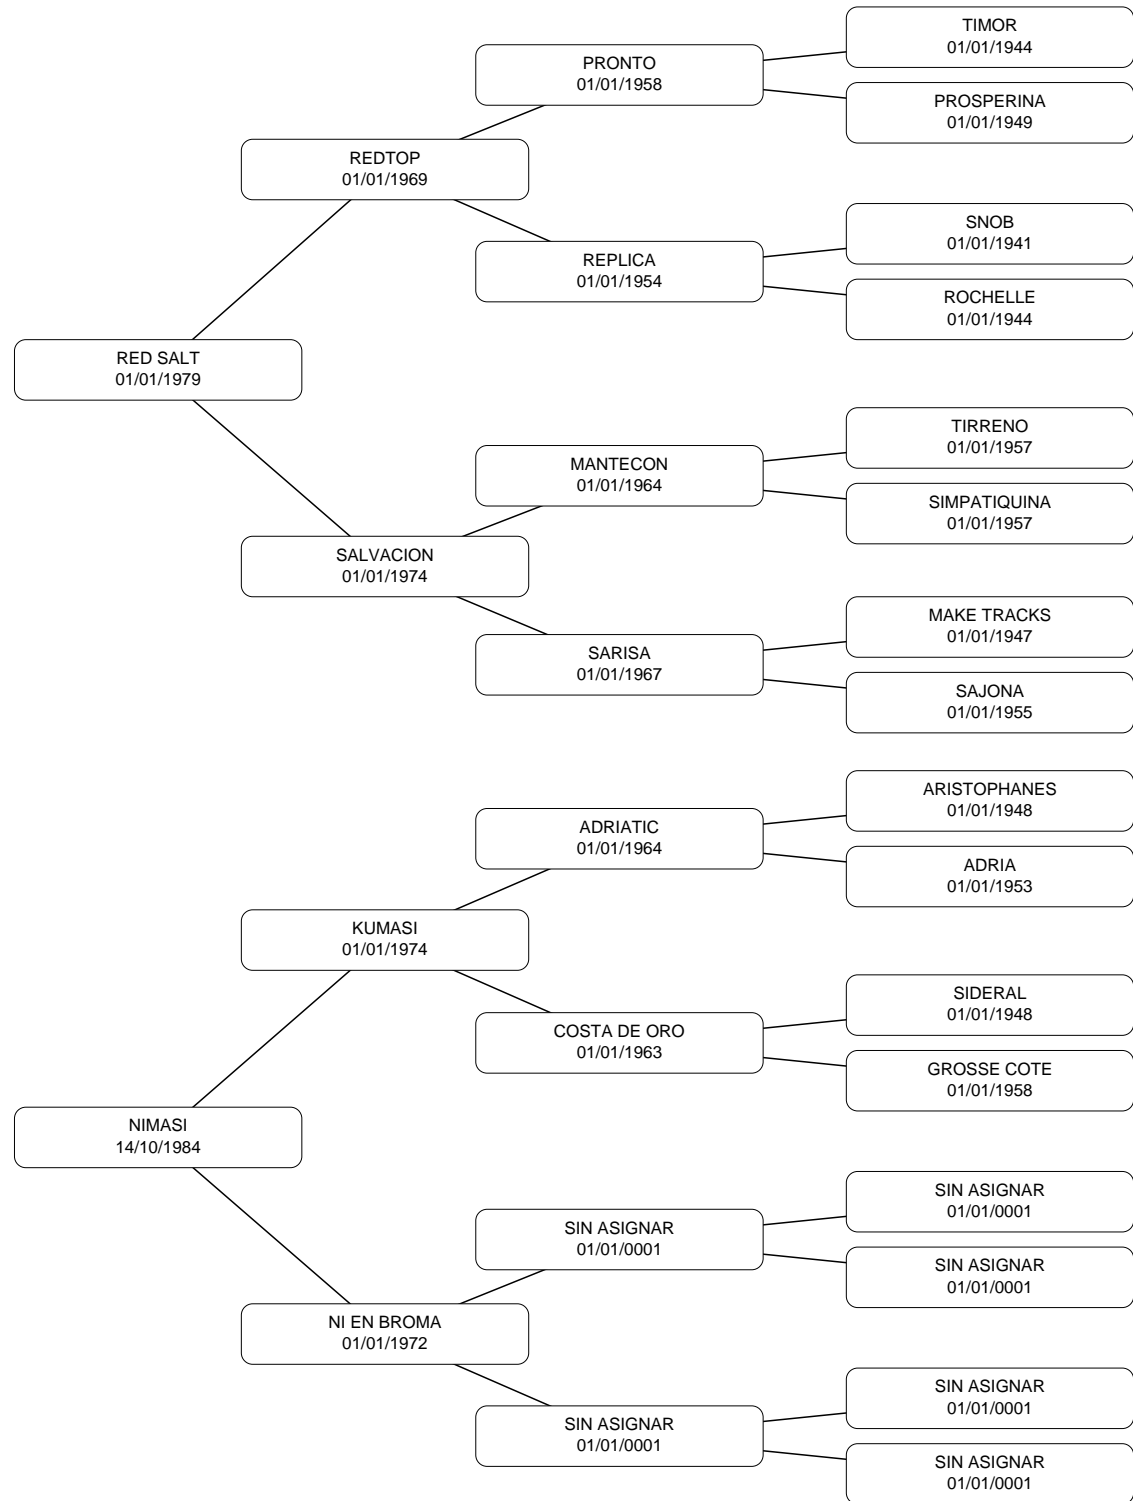 TIMOR
01/01/1944
PRONTO
01/01/1958
PROSPERINA
01/01/1949
REDTOP
01/01/1969
SNOB
01/01/1941
REPLICA
01/01/1954
ROCHELLE
01/01/1944
RED SALT
01/01/1979
TIRRENO
01/01/1957
MANTECON
01/01/1964
SIMPATIQUINA
01/01/1957
SALVACION
01/01/1974
MAKE TRACKS
01/01/1947
SARISA
01/01/1967
SAJONA
01/01/1955
ARISTOPHANES
01/01/1948
ADRIATIC
01/01/1964
ADRIA
01/01/1953
KUMASI
01/01/1974
SIDERAL
01/01/1948
COSTA DE ORO
01/01/1963
GROSSE COTE
01/01/1958
NIMASI
14/10/1984
SIN ASIGNAR
01/01/0001
SIN ASIGNAR
01/01/0001
SIN ASIGNAR
01/01/0001
NI EN BROMA
01/01/1972
SIN ASIGNAR
01/01/0001
SIN ASIGNAR
01/01/0001
SIN ASIGNAR
01/01/0001